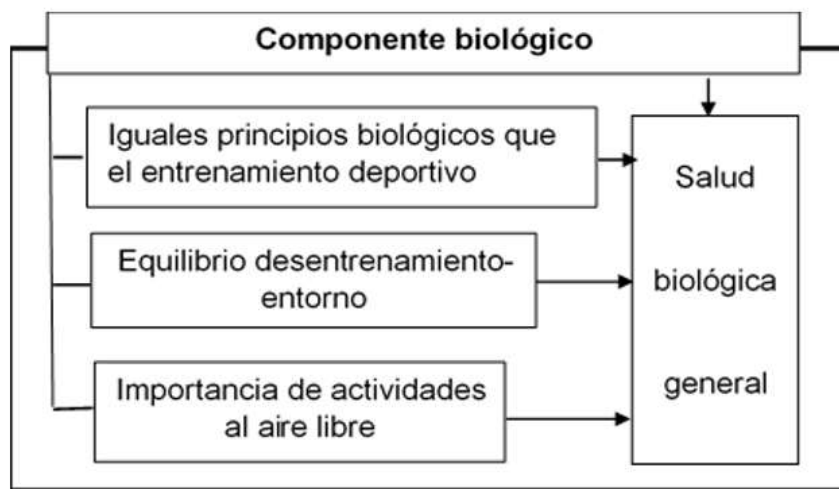 Componente biológico
Iguales principios biológicos que
el entrenamiento deportivo
Equilibrio desentrenamiento-
entorno
Importancia de actividades
al aire libre
Salud
biológica
general